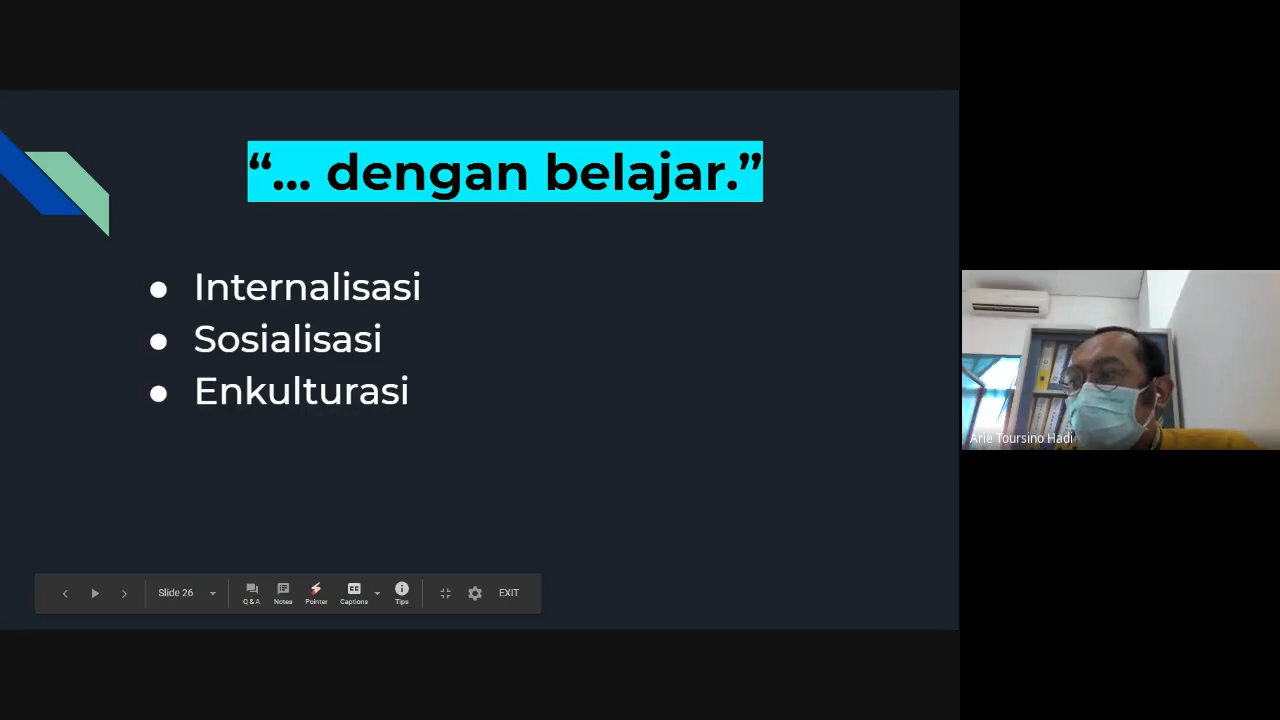 “... dengan belajar.”
● Internalisasi
● Sosialisasi
● Enkulturasi
Arie Toursino Hadi
Slide 26
Q & A
Notes
Pointer
Captions
Tips
EXIT